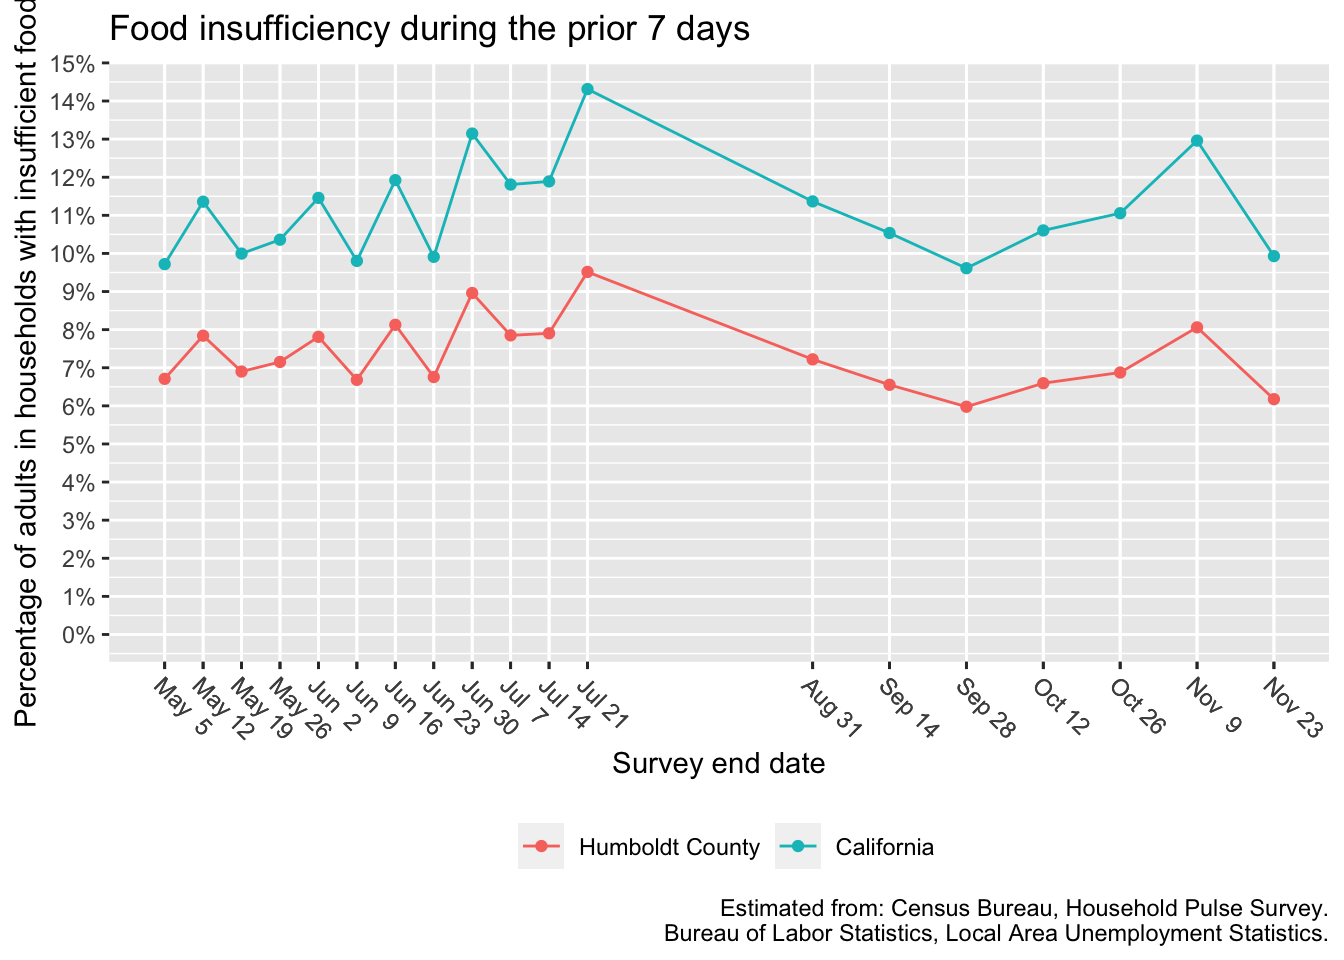 Food insufficiency during the prior 7 days
Percentage of adults in households with insufficient food
15%
14%
13%
12%
11%
10%
9%
8%
7%
6%
5%
4%
3%
2%
1%
0%
May 5
May 12
May 19
May 26
Jun 2
Jun 9
Jun 16
Jun 23
Jun 30
Jul 7
Jul 14
Jul 21
Aug 31
Sep 14
Sep 28
Oct 12
Oct 26
Nov 9
Nov 23
Survey end date
Humboldt County
California
Estimated from: Census Bureau, Household Pulse Survey.
Bureau of Labor Statistics, Local Area Unemployment Statistics.